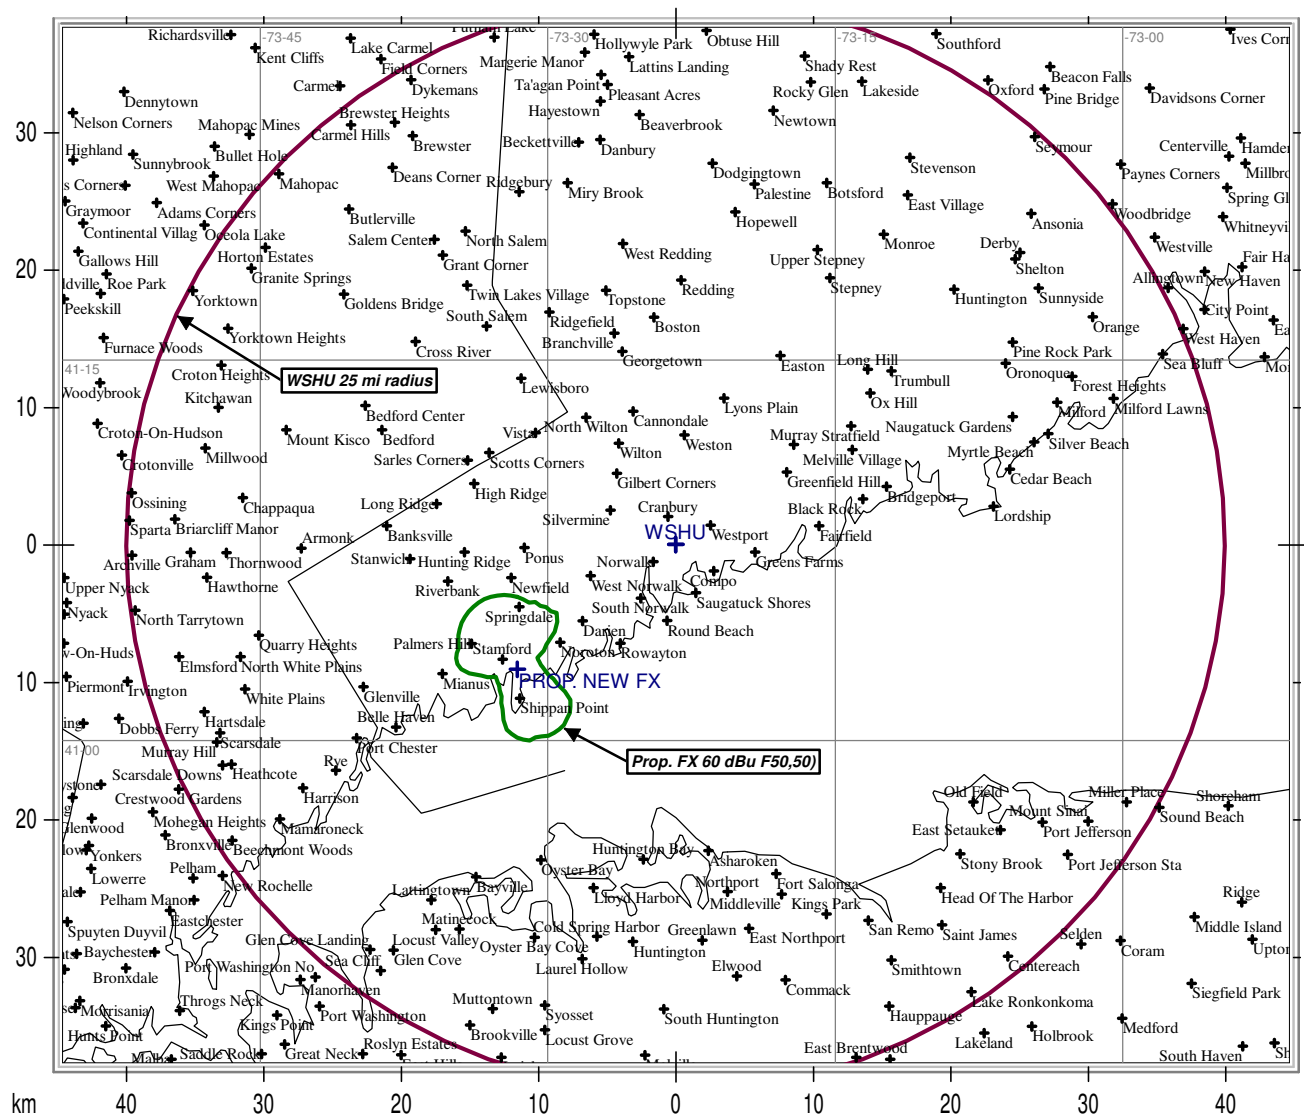 Richardsville
-73-45
Kent Cliffs
Lake Carmel
Field Corners
Carmel
Dykemans
Putnam Lake
-73-30
Hollywyle Park
Obtuse Hill
Margerie Manor
Lattins Landing
Ta'agan Point
Pleasant Acres
Hayestown
Beaverbrook
-73-15
Shady Rest
Rocky Glen
Lakeside
Newtown
Southford
Oxford
-73-00
Beacon Falls
Pine Bridge
Davidsons Corner
Dennytown
Nelson Corners
Mahopac Mines
Brewster Heights
Carmel Hills
Brewster
Beckettville
Danbury
Seymour
Centerville
30
Highland
Sunnybrook
Bullet Hole
West Mahopac
Mahopac
Deans Corner
Ridgebury
Miry Brook
Dodgingtown
Palestine
Botsford
Stevenson
Paynes Corners
s Corners
Graymoor
Adams Corners
Continental Villag
Osceola Lake
Butlerville
Salem Center
North Salem
Hopewell
East Village
Ansonia
Woodbridge
Horton Estates
Gallows Hill
Granite Springs
Grant Corner
West Redding
Upper Stepney
Monroe
Derby
Shelton
Westville
20
ldville
Roe Park
Peekskill
Yorktown
Goldens Bridge
Twin Lakes Village
Topstone
Redding
Stepney
Huntington
Sunnyside
Allingtown
New Haven
City Point
South Salem
Ridgefield
Boston
Orange
Furnace Woods
Yorktown Heights
Cross River
Branchville
Georgetown
Easton
Long Hill
Pine Rock Park
West Haven
Sea Bluff
41-15
Woodybrook
Croton Heights
WSHU 25 mi radius
Lewisboro
Trumbull
Oronoque
Forest Heights
Kitchawan
Bedford Center
Lyons Plain
Ox Hill
Milford
Milford Lawns
10
Croton-On-Hudson
Mount Kisco
Bedford
Vista
North Wilton
Cannondale
Weston
Murray
Stratfield
Naugatuck Gardens
Silver Beach
Crotonville
Millwood
Sarles Corners
Scotts Corners
Wilton
Melville Village
Myrtle Beach
Ossining
Chappaqua
Long Ridge
High Ridge
Gilbert Corners
Greenfield Hill
Bridgeport
Cedar Beach
Sparta
Briarcliff Manor
Silvermine
Cranbury
Black Rock
Lordship
Armonk
Banksville
WSHU
Westport
Fairfield
0
Archville
Graham
Thornwood
Stanwich
Hunting Ridge
Ponus
Norwalk
Greens Farms
Upper Nyack
Hawthorne
Riverbank
Newfield
West Norwalk
Compo
Nyack
North Tarrytown
Springdale
South Norwalk
Saugatuck Shores
Quarry Heights
Palmers Hill
Stamford
Darien
Round Beach
w-On-Huds
Elmsford
North White Plains
Noroton
Rowayton
10
Piermont
Irvington
White Plains
Glenville
Mianus
PROP. NEW FX
Dobbs Ferry
Hartsdale
Belle Haven
Shippan Point
41-00
Murray Hill
Scarsdale
Port Chester
Prop. FX 60 dBu F50,50)
Scarsdale Downs
Heathcote
Rye
Crestwood Gardens
Harrison
Old Field
Miller Place
Shoreham
Mohegan Heights
Mount Sinai
Sound Beach
20
Glenwood
Bronxville
Mamaroneck
East Setauket
Port Jefferson
Yonkers
Beechmont Woods
Huntington Bay
Asharoken
Stony Brook
Port Jefferson Sta
Lowerre
Pelham
New Rochelle
Oyster Bay
Lattingtown
Bayville
Lloyd Harbor
Northport
Fort Salonga
Head Of The Harbor
Ridge
Pelham Manor
Eastchester
Matinecock
Middleville
Kings Park
Spuyten Duyvil
Cold Spring Harbor
Greenlawn
East Northport
San Remo
Saint James
Selden
Middle Island
30
Baychester
Glen Cove Landing
Locust Valley
Oyster Bay Cove
Huntington
Centereach
Coram
Upton
Bronxdale
Port Washington No
Sea Cliff
Glen Cove
Laurel Hollow
Elwood
Smithtown
Manorhaven
Commack
Siegfield Park
Morrisania
Throgs Neck
Kings Point
Port Washington
Muttontown
Syosset
South Huntington
Hauppauge
Lake Ronkonkoma
Hunts Point
Brookville
Locust Grove
Lakeland
Holbrook
Medford
Saddle Rock
Great Neck
Roslyn Estates
East Brentwood
South Haven
km 40 30 20 10 0 10 20 30 40